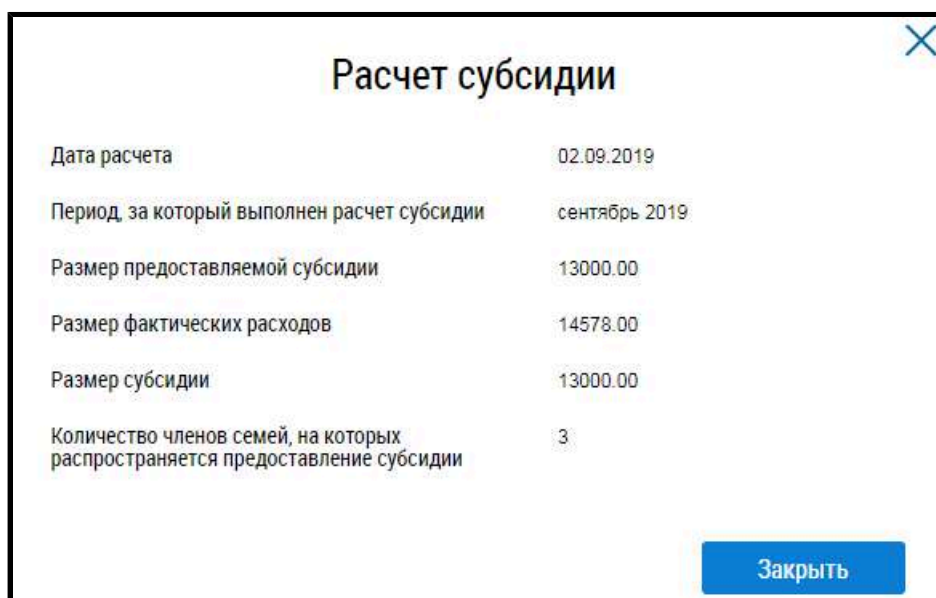 Расчет субсидии
Дата расчета 02.09.2019
Период, за который выполнен расчет субсидии сентябрь 2019
Размер предоставляемой субсидии 13000.00
Размер фактических расходов 14578.00
Размер субсидии 13000.00
Количество членов семей, на которых 3
распространяется предоставление субсидии
Закрыть